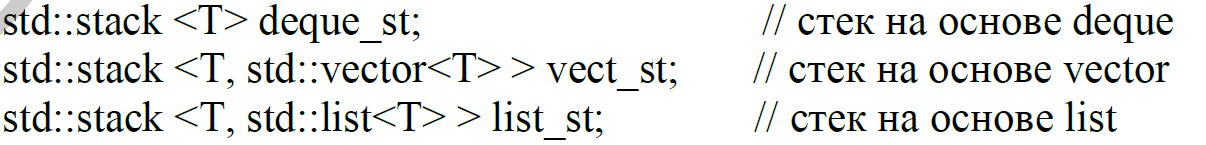 std::stack <T> deque_st; // стек на основе deque
std::stack <T, std::vector<T> > vect_st; // стек на основе vector
std::stack <T, std::list<T> > list_st; // стек на основе list